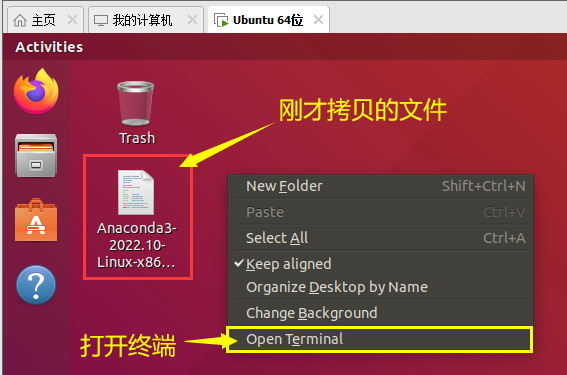 主页
我的计算机
Ubuntu 64位
Activities
Trash
刚才拷贝的文件
Anaconda3-
2022.10-
Linux-x86...
New Folder Shift+Ctrl+N
Paste Ctrl+V
Select All Ctrl+A
Keep aligned
Organize Desktop by Name
Change Background
打开终端
Open Terminal